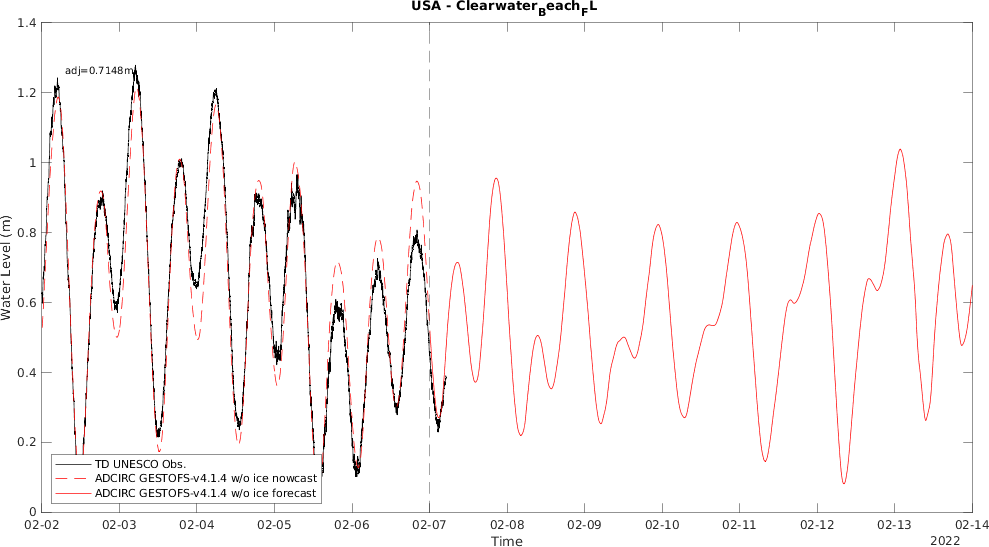 USA - Clearwater_Beach_FL
adj=0.7148m
1.4
1.2
1
0.8
0.6
0.4
0.2
0
Water Level (m)
TD UNESCO Obs.
ADCIRC GESTOFS-v4.1.4 w/o ice nowcast
ADCIRC GESTOFS-v4.1.4 w/o ice forecast
02-02 02-03 02-04 02-05 02-06 02-07 02-08 02-09 02-10 02-11 02-12 02-13 02-14
Time
2022